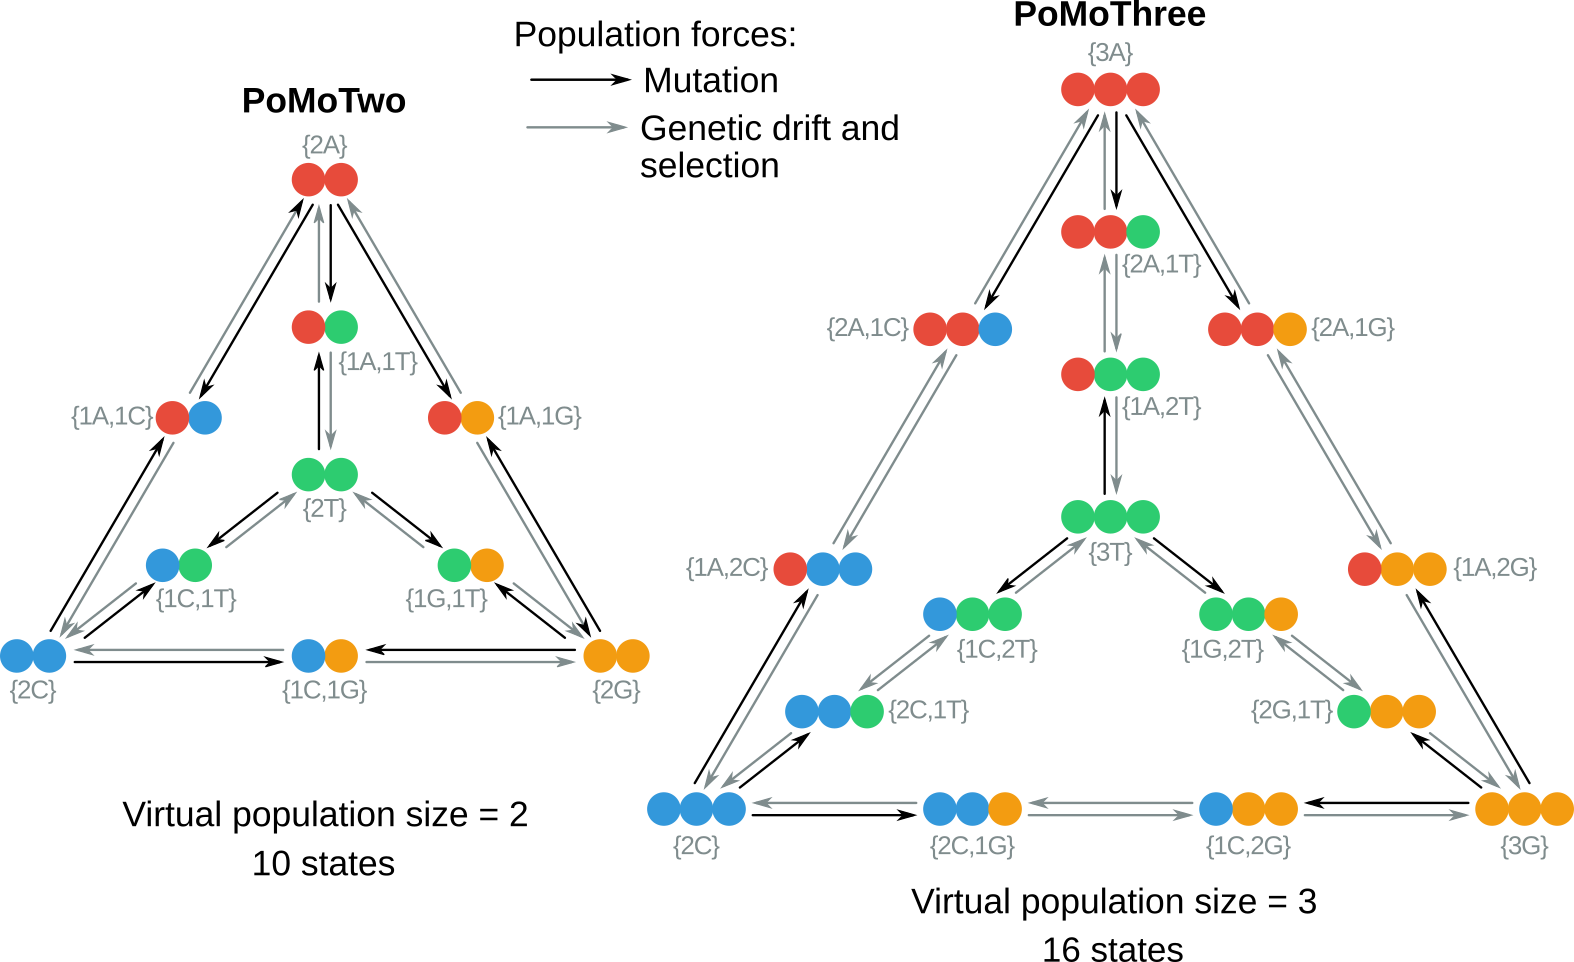 PoMoThree
Population forces:
Mutation
Genetic drift and
selection
PoMoTwo
{2A}
{1A,1T}
{1A,1C}
{1A,1G}
{2T}
{1C,1T}
{1G,1T}
{2C}
{1C,1G}
{2G}
Virtual population size = 2
10 states
{3A}
{2A,1T}
{2A,1C}
{2A,1G}
{1A,2T}
{3T}
{1A,2C}
{1A,2G}
{1C,2T}
{1G,2T}
{2C,1T}
{2G,1T}
{2C}
{2C,1G}
{1C,2G}
{3G}
Virtual population size = 3
16 states